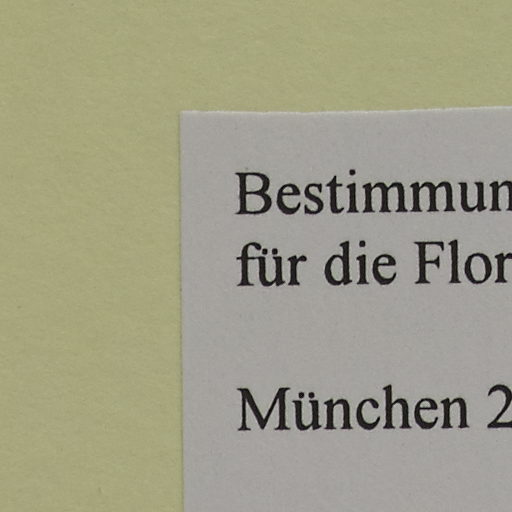 Bestimmun
für die Flor
München 2